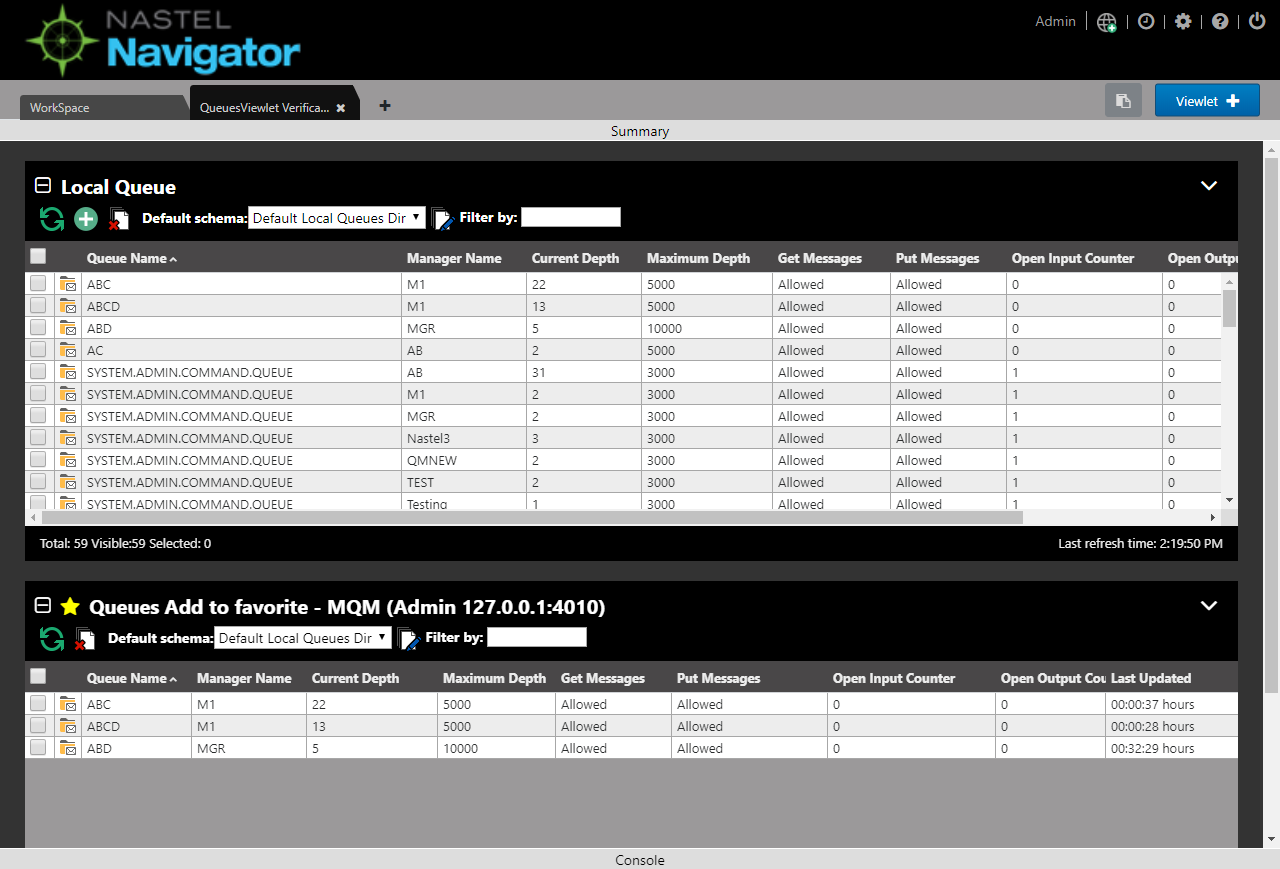 NASTEL
Navigator
Admin
WorkSpace
QueuesViewlet Verifica...
Viewlet
Summary
Local Queue
Default schema: Default Local Queues Dir Filter by:
Queue Name Manager Name Current Depth Maximum Depth Get Messages Put Messages Open Input Counter Open Outpu
ABC M1 22 5000 Allowed Allowed 0 0
ABCD M1 13 5000 Allowed Allowed 0 0
ABD MGR 5 10000 Allowed Allowed 0 0
AC AB 2 5000 Allowed Allowed 0 0
SYSTEM.ADMIN.COMMAND.QUEUE AB 31 3000 Allowed Allowed 1 0
SYSTEM.ADMIN.COMMAND.QUEUE M1 2 3000 Allowed Allowed 1 0
SYSTEM.ADMIN.COMMAND.QUEUE MGR 2 3000 Allowed Allowed 1 0
SYSTEM.ADMIN.COMMAND.QUEUE Nastel3 3 3000 Allowed Allowed 1 0
SYSTEM.ADMIN.COMMAND.QUEUE QMNEW 2 3000 Allowed Allowed 1 0
SYSTEM.ADMIN.COMMAND.QUEUE TEST 2 3000 Allowed Allowed 1 0
SYSTEM.ADMIN.COMMAND.QUEUE Testing 1 3000 Allowed Allowed 1 0
Total: 59 Visible:59 Selected: 0 Last refresh time: 2:19:50 PM
Queues Add to favorite - MQM (Admin 127.0.0.1:4010)
Default schema: Default Local Queues Dir Filter by:
Queue Name Manager Name Current Depth Maximum Depth Get Messages Put Messages Open Input Counter Open Output Cou Last Updated
ABC M1 22 5000 Allowed Allowed 0 0 00:00:37 hours
ABCD M1 13 5000 Allowed Allowed 0 0 00:00:28 hours
ABD MGR 5 10000 Allowed Allowed 0 0 00:32:29 hours
Console